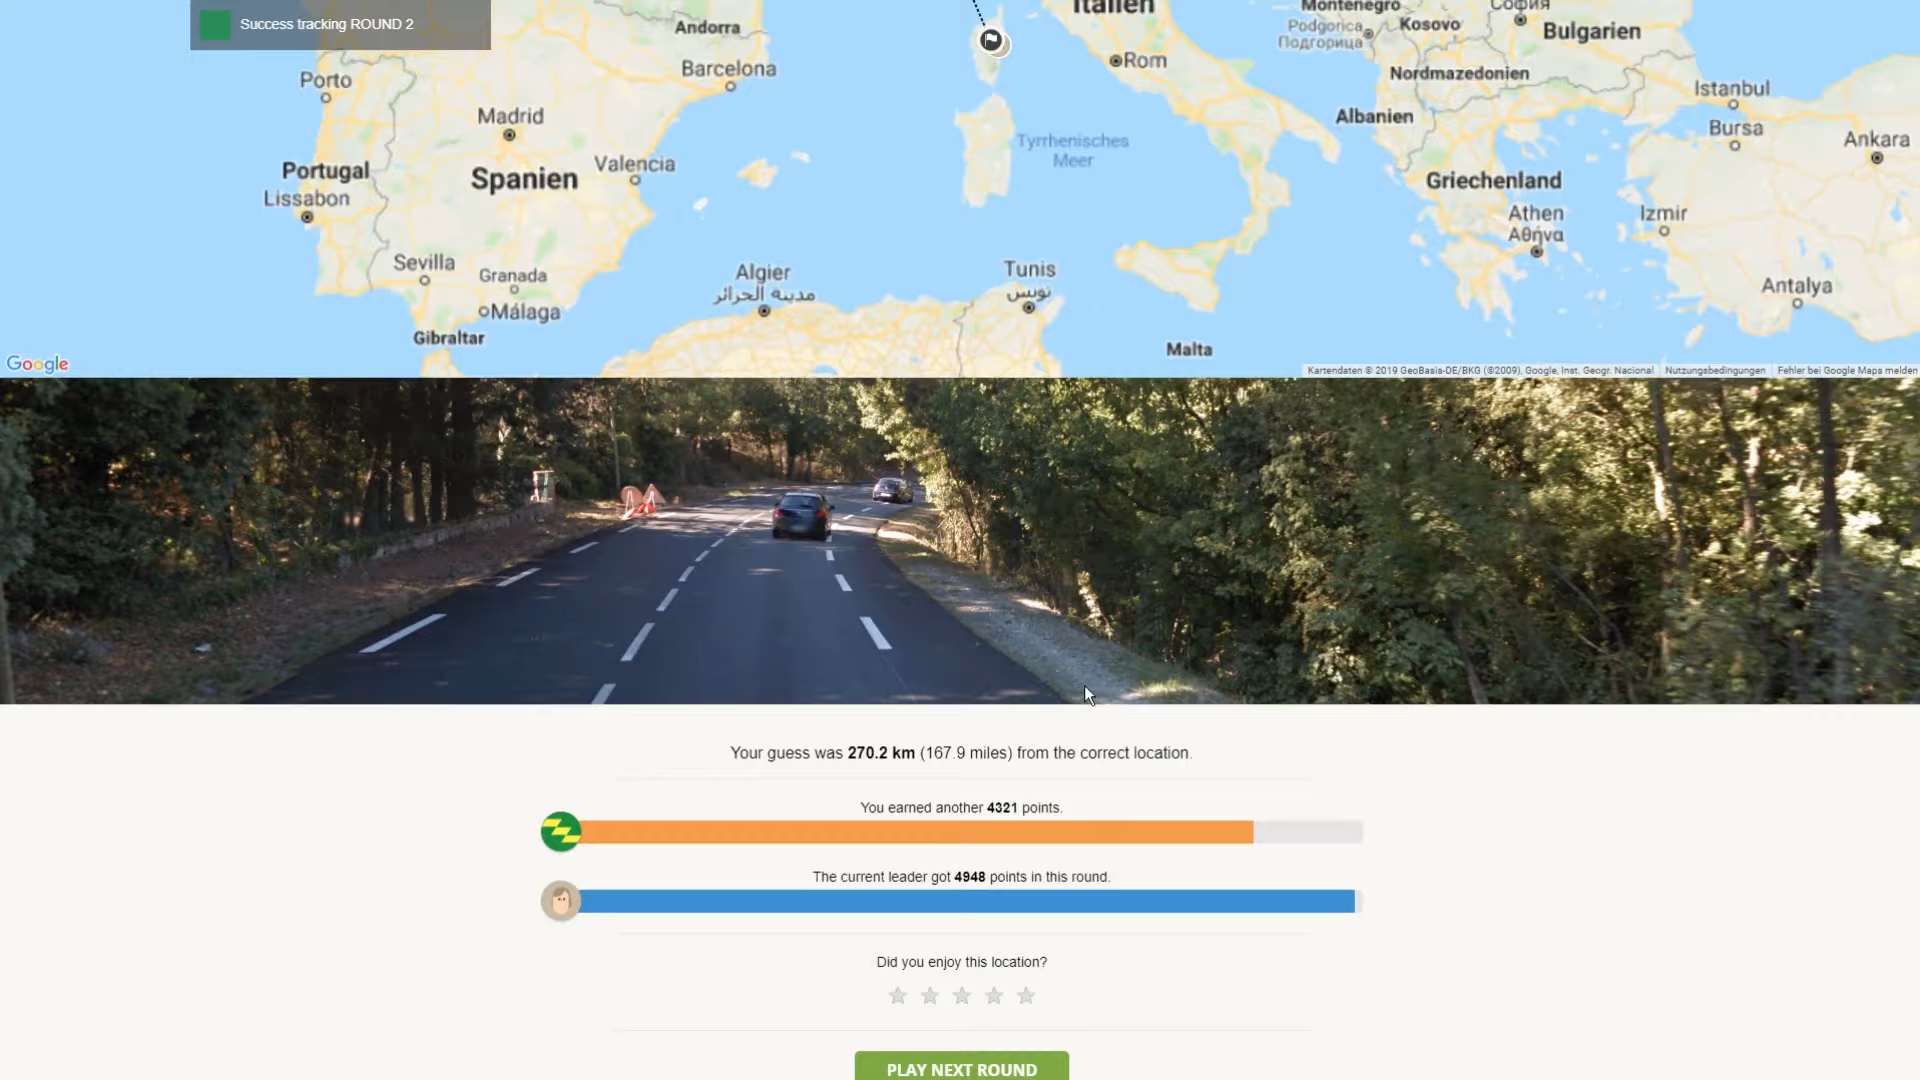 Success tracking ROUND 2
Italien
Montenegro
Podgorica
Подгорица
Kosovo
София
Bulgarien
Andorra
Barcelona
Rom
Nordmazedonien
Istanbul
Porto
Madrid
Albanien
Bursa
Ankara
Tyrrhenisches
Meer
Portugal
Lissabon
Spanien
Valencia
Griechenland
Athen
Αθήνα
Izmir
Sevilla
Granada
Málaga
Algier
مدينة الجزائر
Tunis
تونس
Antalya
Gibraltar
Malta
Google
Kartendaten © 2019 GeoBasis-DE/BKG (©2009), Google, Inst. Geogr. Nacional
Nutzungsbedingungen
Fehler bei Google Maps melden
Your guess was 270.2 km (167.9 miles) from the correct location.
You earned another 4321 points.
The current leader got 4948 points in this round.
Did you enjoy this location?
PLAY NEXT ROUND